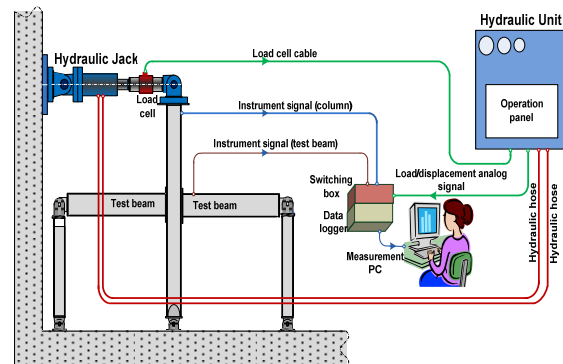 Hydraulic Unit
Hydraulic Jack
Load cell cable
Load
cell
Operation
panel
Instrument signal (column)
Instrument signal (test beam)
Load/displacement analog
signal
Switching
box
Data
logger
Measurement
PC
Test beam
Test beam
Hydraulic hose
Hydraulic hose